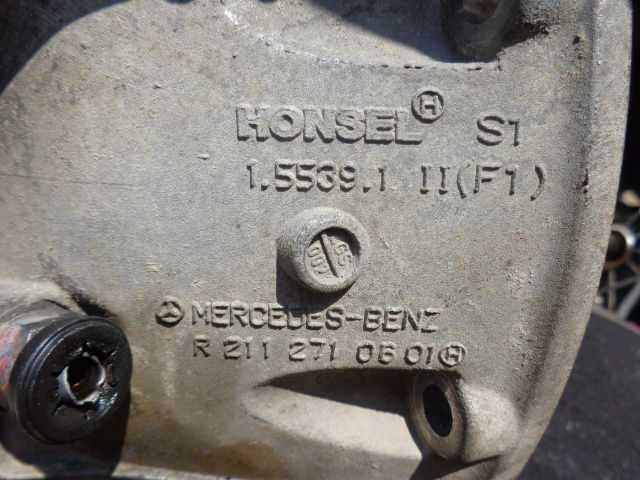 HONSEL H S1
1.5539.1 II(F1)
MERCEDES-BENZ
R 211 271 06 01 H